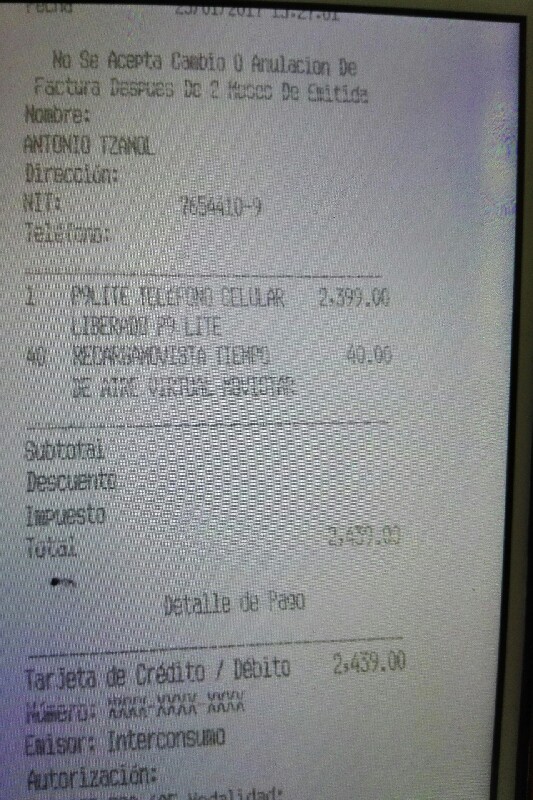 Fecha 23/01/2017 13:27:01
No Se Acepta Cambio O Anulacion De
Factura Despues De 2 Meses De Emitida
Nombre:
ANTONIO TZANOL
Dirección:
NIT: 7654410-9
Teléfono:
1 P9LITE TELEFONO CELULAR 2,399.00
LIBERADO P9 LITE
40 RECARGAMOVISTA TIEMPO 40.00
DE AIRE VIRTUAL MOVISTAR
Subtotal
Descuento
Impuesto
Total 2,439.00
Detalle de Pago
Tarjeta de Crédito / Débito 2,439.00
Número: XXXX-XXXX-XXXX
Emisor: Interconsumo
Autorización:
Modalidad: